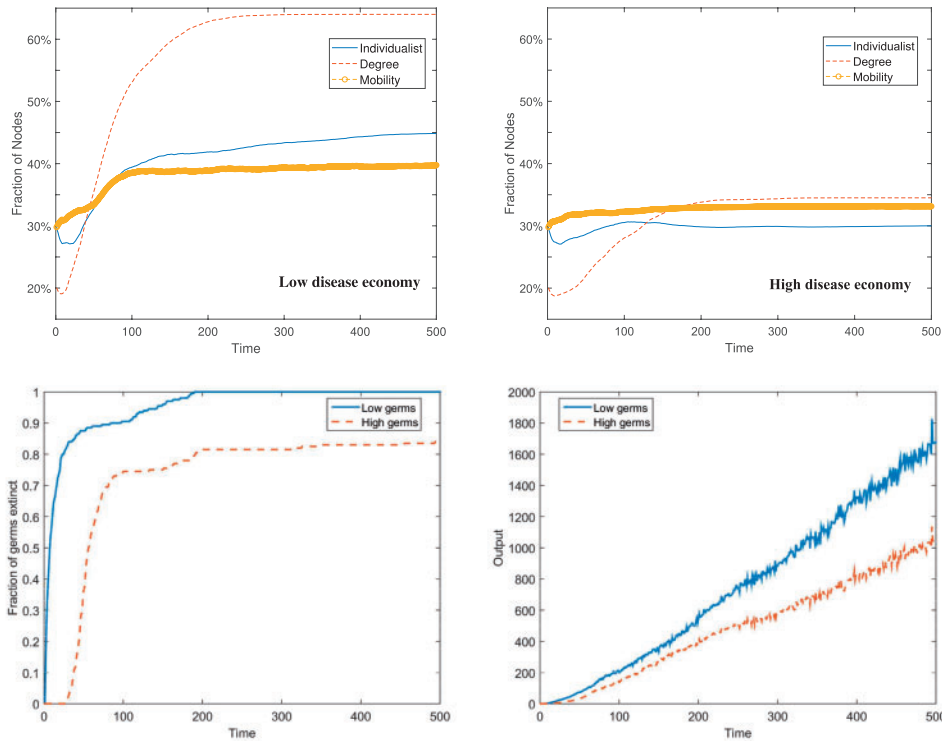 60%
50%
40%
30%
20%
Fraction of Nodes
Individualist
Degree
Mobility
Low disease economy
0 100 200 300 400 500
Time
60%
50%
40%
30%
20%
Fraction of Nodes
Individualist
Degree
Mobility
High disease economy
0 100 200 300 400 500
Time
1
0.9
0.8
0.7
0.6
0.5
0.4
0.3
0.2
0.1
0
Fraction of germs extinct
Low germs
High germs
0 100 200 300 400 500
Time
2000
1800
1600
1400
1200
1000
800
600
400
200
0
Output
Low germs
High germs
0 100 200 300 400 500
Time